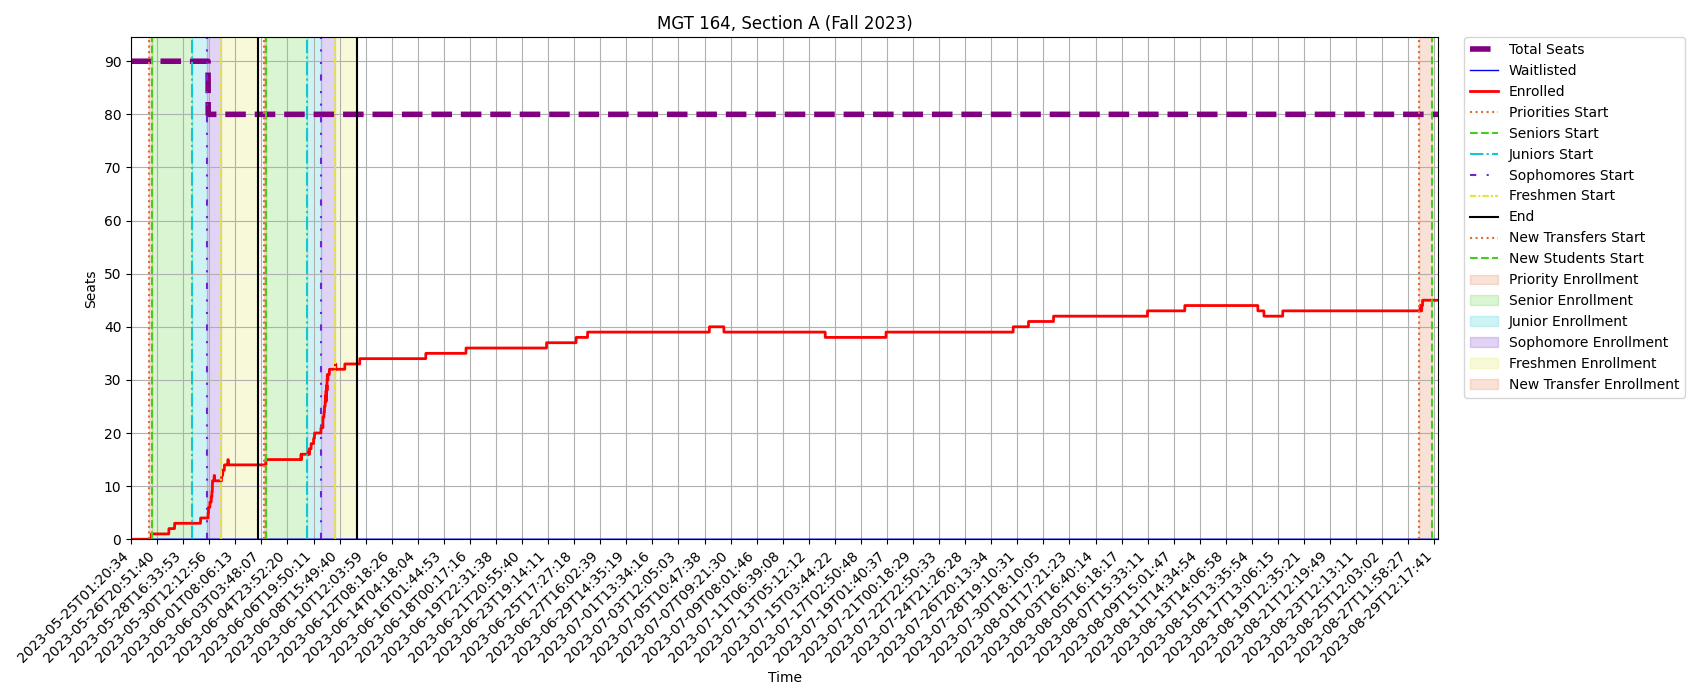 MGT 164, Section A (Fall 2023)
Seats
90
80
70
60
50
40
30
20
10
0
2023-05-25T01:20:34
2023-05-26T20:51:40
2023-05-28T16:33:53
2023-05-30T12:12:56
2023-06-01T08:06:13
2023-06-03T03:48:07
2023-06-04T23:52:20
2023-06-06T19:50:11
2023-06-08T15:49:40
2023-06-10T12:03:59
2023-06-12T08:18:26
2023-06-14T04:18:04
2023-06-16T01:44:53
2023-06-18T00:17:16
2023-06-19T22:31:38
2023-06-21T20:55:40
2023-06-23T19:14:11
2023-06-25T17:27:18
2023-06-27T16:02:39
2023-06-29T14:35:19
2023-07-01T13:34:16
2023-07-03T12:05:03
2023-07-05T10:47:38
2023-07-07T09:21:30
2023-07-09T08:01:46
2023-07-11T06:39:08
2023-07-13T05:12:12
2023-07-15T03:44:22
2023-07-17T02:50:48
2023-07-19T01:40:37
2023-07-21T00:18:29
2023-07-22T22:50:33
2023-07-24T21:26:28
2023-07-26T20:13:34
2023-07-28T19:10:31
2023-07-30T18:10:05
2023-08-01T17:21:23
2023-08-03T16:40:14
2023-08-05T16:18:17
2023-08-07T15:33:11
2023-08-09T15:01:47
2023-08-11T14:34:54
2023-08-13T14:06:58
2023-08-15T13:35:54
2023-08-17T13:06:15
2023-08-19T12:35:21
2023-08-21T12:19:49
2023-08-23T12:13:11
2023-08-25T12:03:02
2023-08-27T11:58:27
2023-08-29T12:17:41
Time
Total Seats
Waitlisted
Enrolled
Priorities Start
Seniors Start
Juniors Start
Sophomores Start
Freshmen Start
End
New Transfers Start
New Students Start
Priority Enrollment
Senior Enrollment
Junior Enrollment
Sophomore Enrollment
Freshmen Enrollment
New Transfer Enrollment